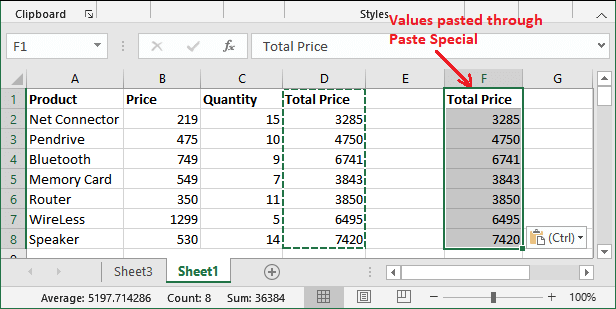 Clipboard
Styles
Values pasted through
Paste Special
F1
fx
Total Price
A B C D E F G
1 Product Price Quantity Total Price Total Price
2 Net Connector 219 15 3285 3285
3 Pendrive 475 10 4750 4750
4 Bluetooth 749 9 6741 6741
5 Memory Card 549 7 3843 3843
6 Router 350 11 3850 3850
7 WireLess 1299 5 6495 6495
8 Speaker 530 14 7420 7420
(Ctrl)
Sheet3 Sheet1
Average: 5197.714286 Count: 8 Sum: 36384 100%